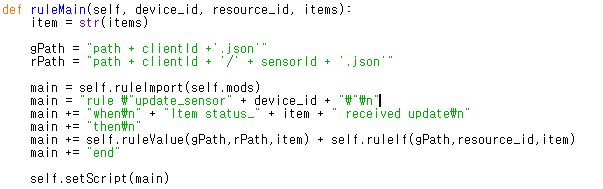 def ruleMain(self, device_id, resource_id, items):
    item = str(items)

    gPath = "path + clientId +'.json'"
    rPath = "path + clientId + '/' + sensorId + '.json'"

    main = self.ruleImport(self.mods)
    main = "rule ₩"update_sensor" + device_id + "₩"₩n"
    main += "when₩n" + "Item status_" + item + " received update₩n"
    main += "then₩n"
    main += self.ruleValue(gPath,rPath,item) + self.ruleIf(gPath,resource_id,item)
    main += "end"

    self.setScript(main)